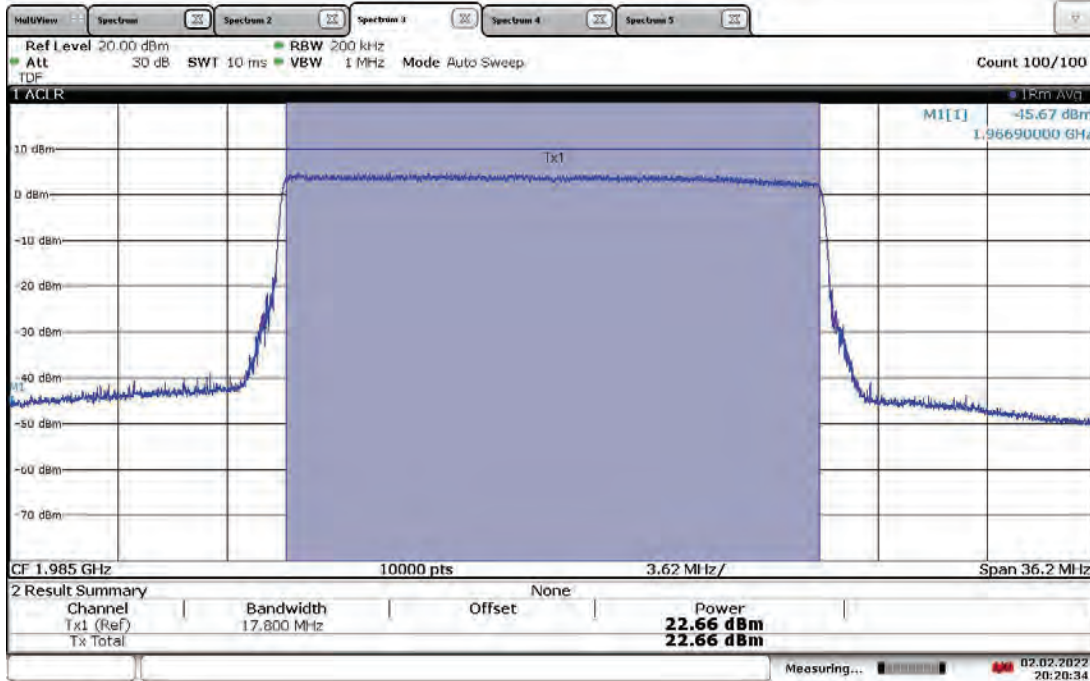 MultiView Spectrum Spectrum 2 Spectrum 3 Spectrum 4 Spectrum 5
Ref Level 20.00 dBm RBW 200 kHz
Att 30 dB SWT 10 ms VBW 1 MHz Mode Auto Sweep Count 100/100
TDF
1 ACLR 1Rm Avg
M1[1] -45.67 dBm
1.96690000 GHz
10 dBm
Tx1
0 dBm
-10 dBm
-20 dBm
-30 dBm
-40 dBm
M1
-50 dBm
-60 dBm
-70 dBm
CF 1.985 GHz 10000 pts 3.62 MHz/ Span 36.2 MHz
2 Result Summary None
Channel Bandwidth Offset Power
Tx1 (Ref) 17.800 MHz 22.66 dBm
Tx Total 22.66 dBm
Measuring... 02.02.2022
20:20:34